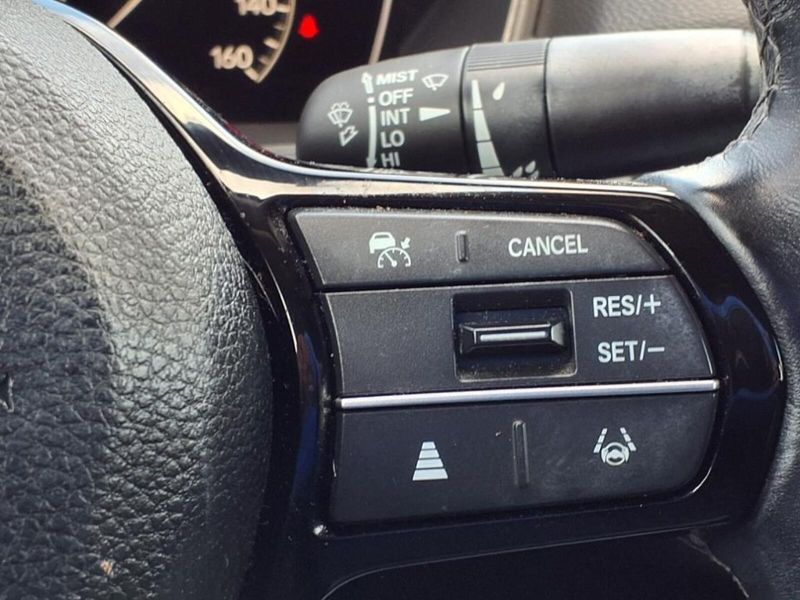 140
160
MIST
OFF
INT
LO
HI
CANCEL
RES/+
SET/−